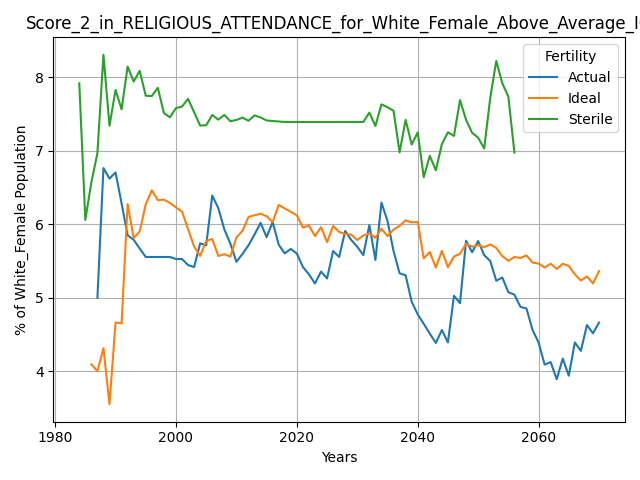 Score_2_in_RELIGIOUS_ATTENDANCE_for_White_Female_Above_Average_I
Fertility
Actual
Ideal
Sterile
% of White_Female Population
8
7
6
5
4
1980
2000
2020
2040
2060
Years